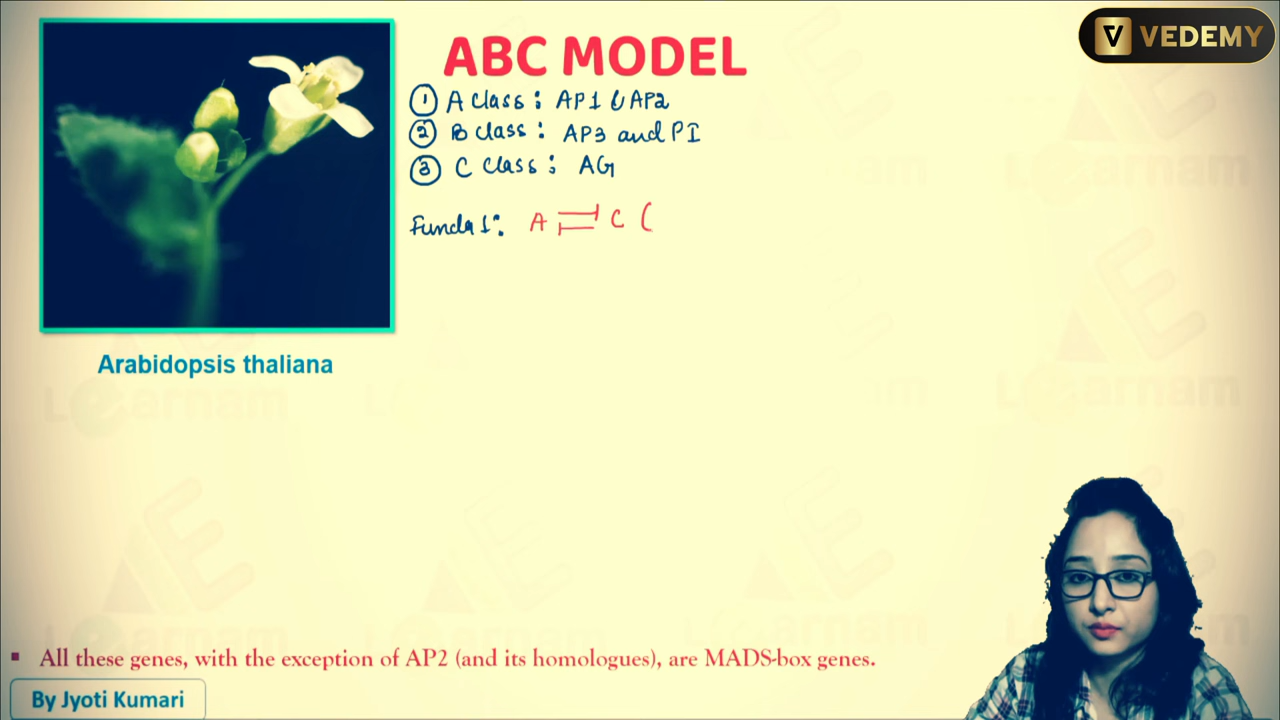 VEDEMY
ABC MODEL
① A class : AP1 & AP2
② B class : AP3 and PI
③ C class : AG
Funda 1: A C (
Arabidopsis thaliana
Learnam
All these genes, with the exception of AP2 (and its homologues), are MADS-box genes.
By Jyoti Kumari